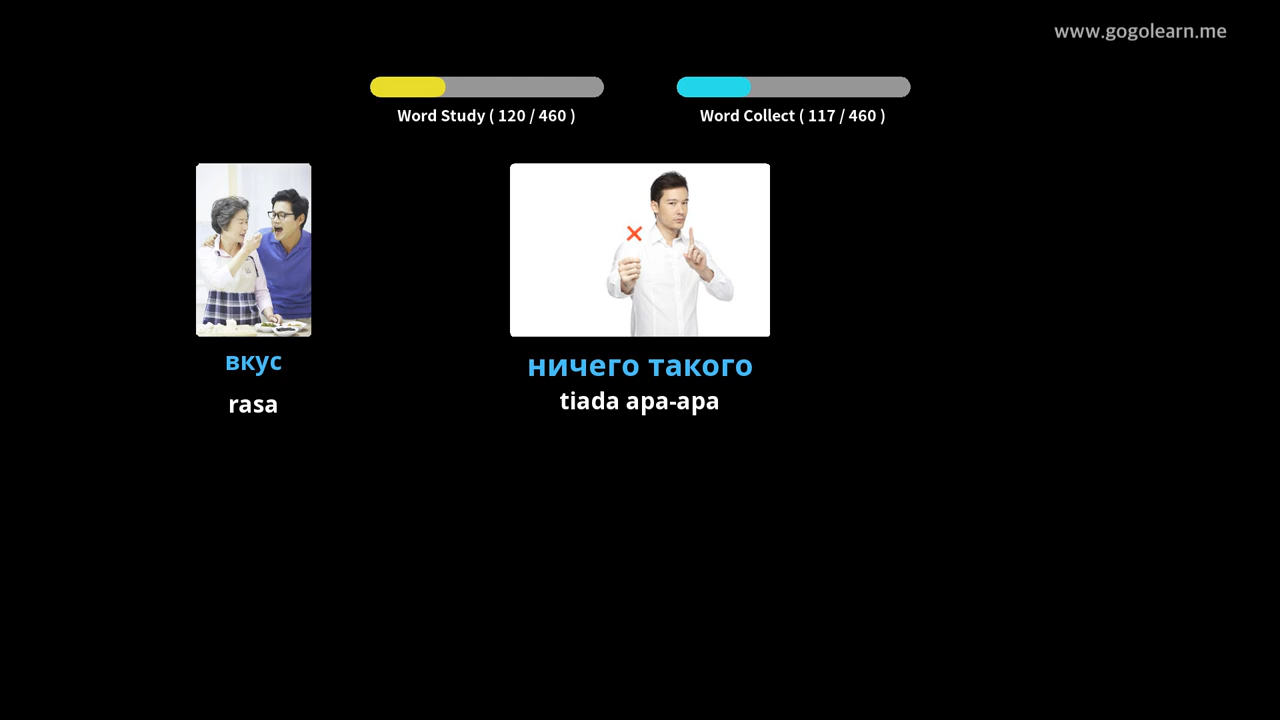 www.gogolearn.me
Word Study ( 120 / 460 )
Word Collect ( 117 / 460 )
вкус
rasa
ничего такого
tiada apa-apa